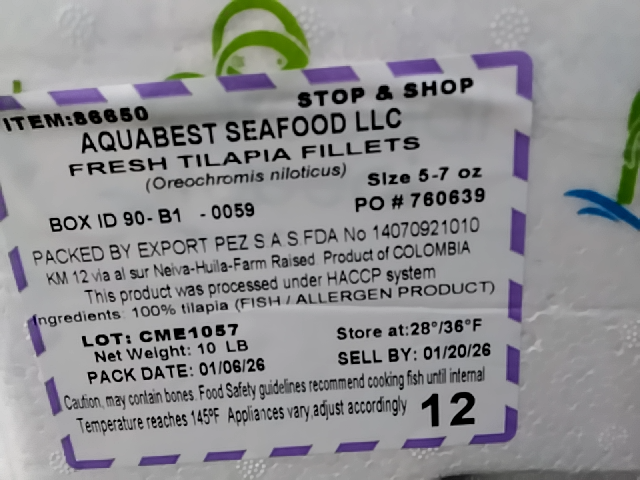 ITEM:86650
STOP & SHOP
AQUABEST SEAFOOD LLC
FRESH TILAPIA FILLETS
(Oreochromis niloticus)
Size 5-7 oz
BOX ID 90- B1 - 0059
PO # 760639
PACKED BY EXPORT PEZ S.A.S.FDA No 14070921010
KM 12 via al sur Neiva-Huila-Farm Raised Product of COLOMBIA
This product was processed under HACCP system
Ingredients: 100% tilapia (FISH / ALLERGEN PRODUCT)
LOT: CME1057
Store at:28°/36°F
Net Weight: 10 LB
PACK DATE: 01/06/26
SELL BY: 01/20/26
Caution, may contain bones. Food Safety guidelines recommend cooking fish until internal
Temperature reaches 145ºF Appliances vary,adjust accordingly
12